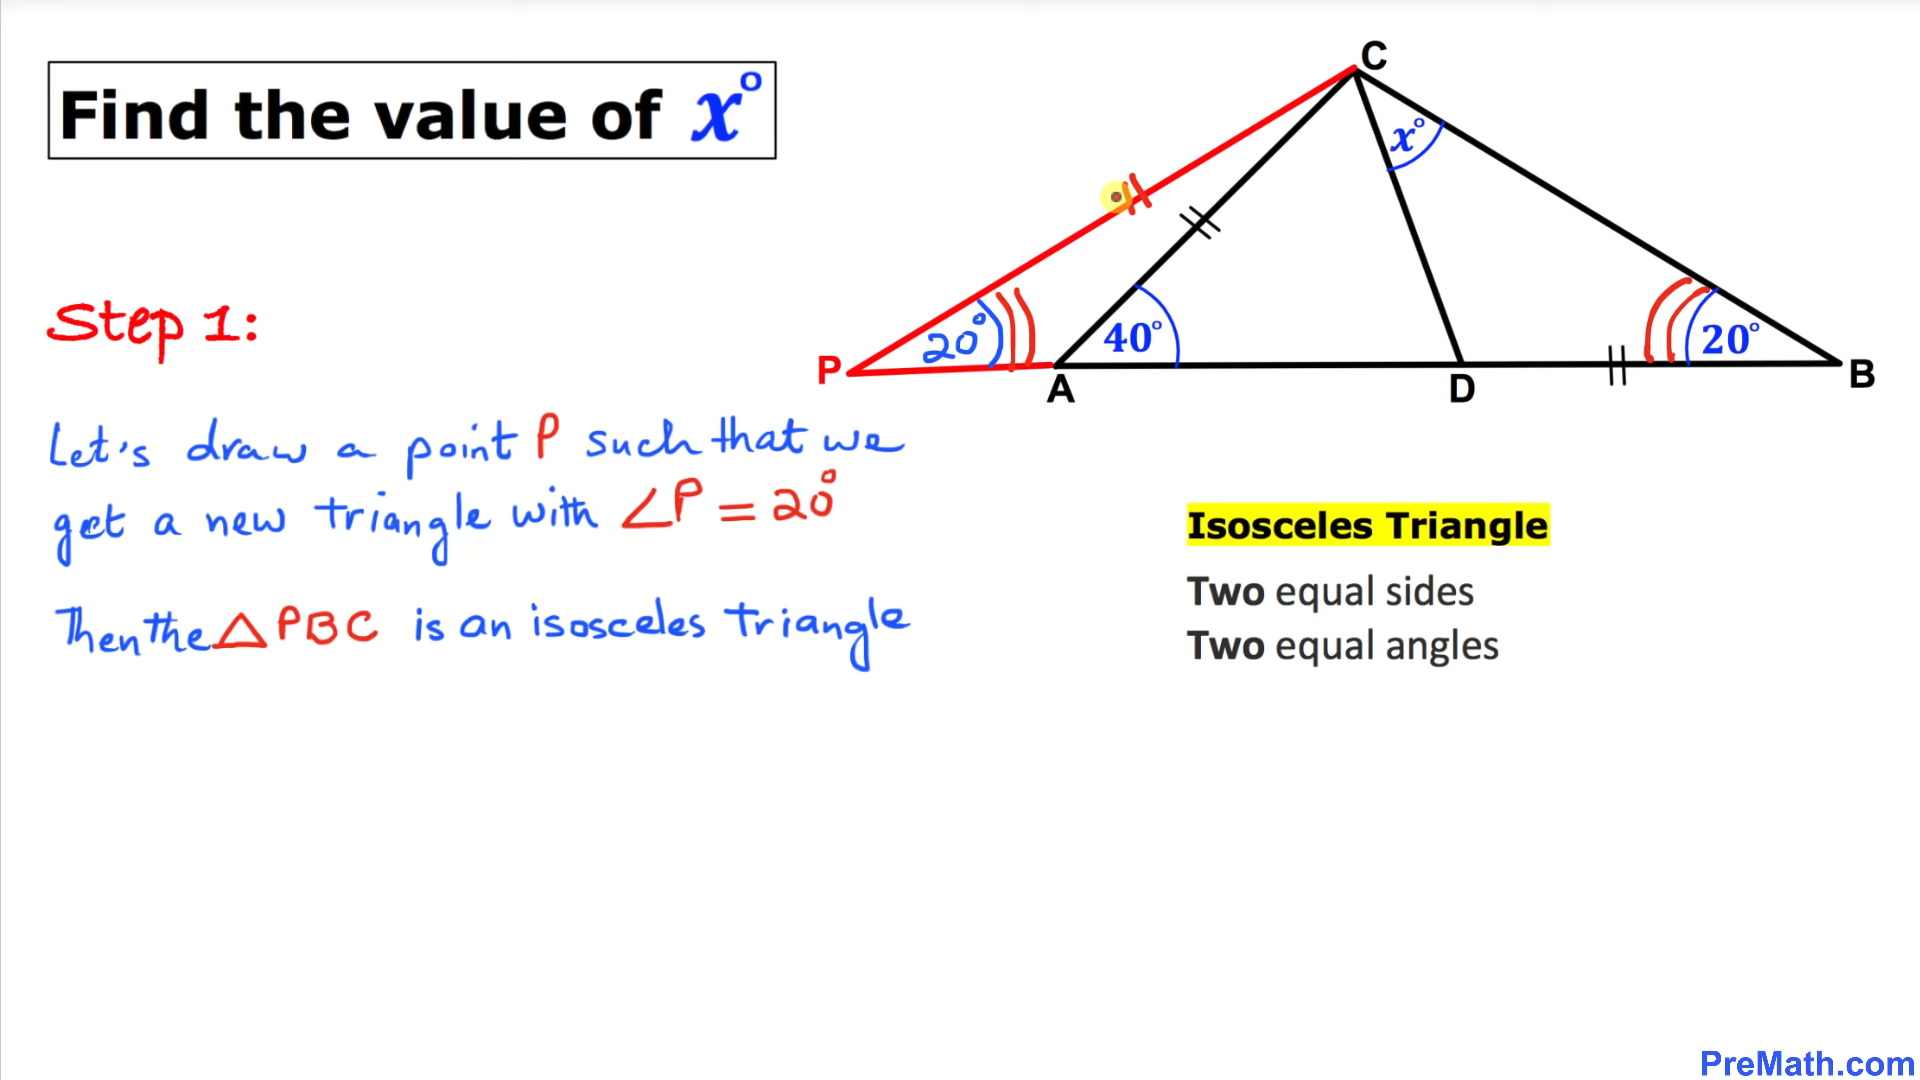 Find the value of x°
C
x°
Step 1:
20°
40°
20°
P
A
D
B
Let's draw a point P such that we
get a new triangle with ∠P = 20°
Then the △PBC is an isosceles triangle
Isosceles Triangle
Two equal sides
Two equal angles
PreMath.com